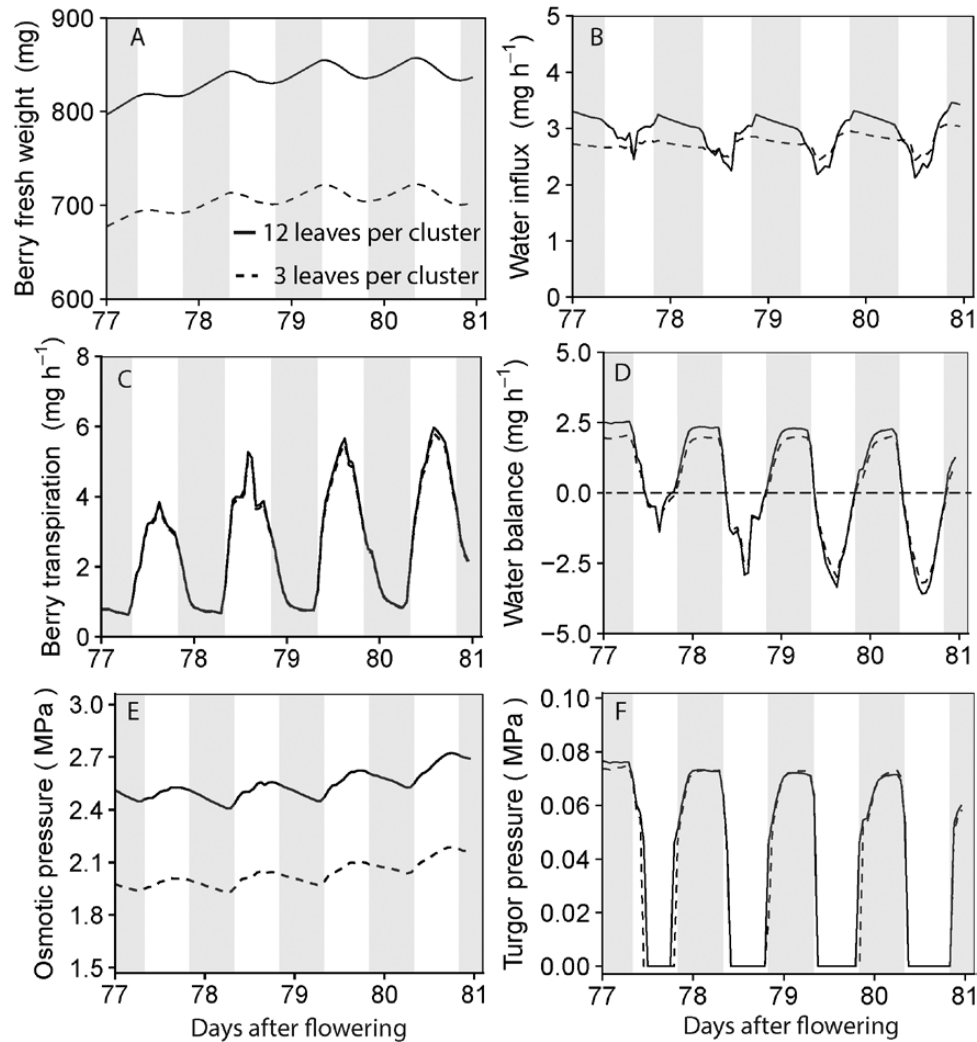 A
Berry fresh weight (mg)
900
800
700
600
12 leaves per cluster
3 leaves per cluster
77 78 79 80 81
B
Water influx (mg h⁻¹)
5
4
3
2
1
0
77 78 79 80 81
C
Berry transpiration (mg h⁻¹)
8
6
4
2
0
77 78 79 80 81
D
Water balance (mg h⁻¹)
5.0
2.5
0.0
−2.5
−5.0
77 78 79 80 81
E
Osmotic pressure ( MPa)
3.0
2.7
2.4
2.1
1.8
1.5
77 78 79 80 81
Days after flowering
F
Turgor pressure ( MPa)
0.10
0.08
0.06
0.04
0.02
0.00
77 78 79 80 81
Days after flowering